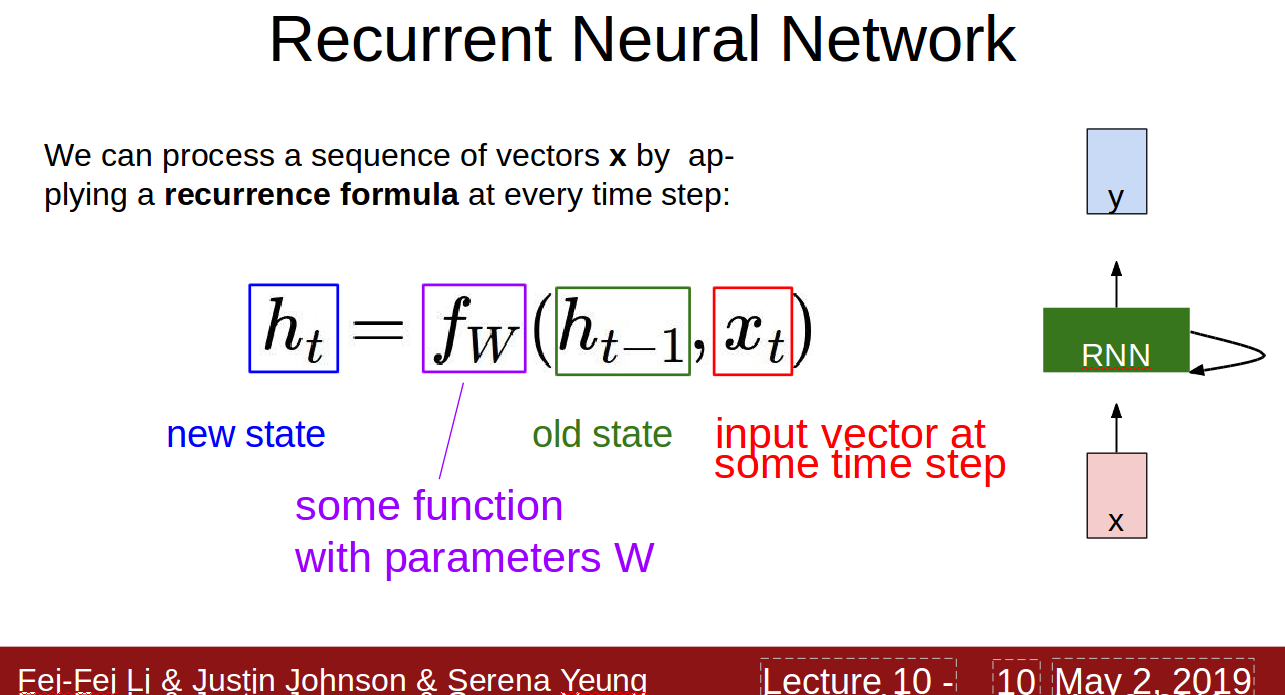 Recurrent Neural Network
We can process a sequence of vectors x by ap-
plying a recurrence formula at every time step:
h_t = f_W(h_{t-1}, x_t)
new state
old state
input vector at
some time step
some function
with parameters W
y
RNN
x
Fei-Fei Li & Justin Johnson & Serena Yeung
Lecture 10 -
10
May 2, 2019